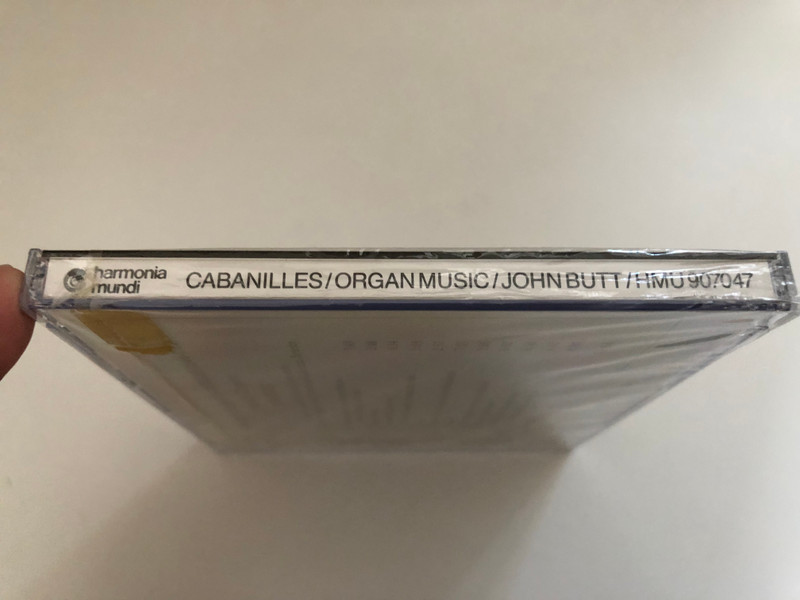 harmonia
mundi
CABANILLES/ORGAN MUSIC/JOHN BUTT/HMU 907047